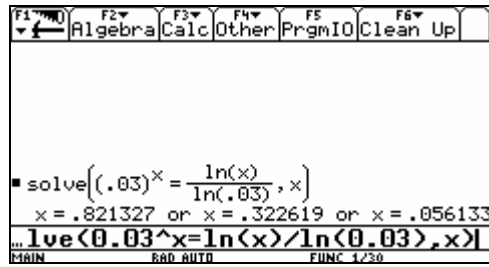 F1 F2 Algebra F3 Calc F4 Other F5 PrgmIO F6 Clean Up
▪ solve((.03)^x = ln(x)/ln(.03), x)
x = .821327 or x = .322619 or x = .056133
…lve(0.03^x=ln(x)/ln(0.03),x)
MAIN RAD AUTO FUNC 1/30